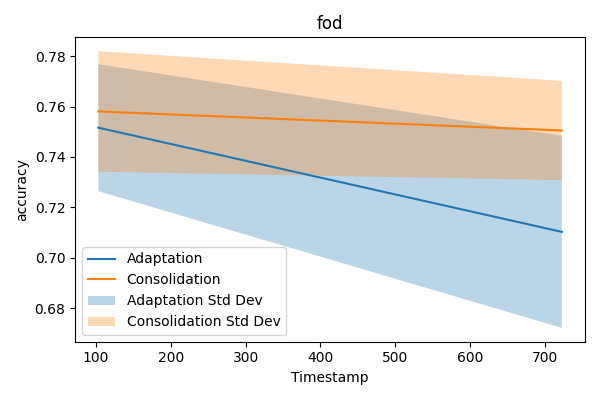 fod
accuracy
0.78
0.76
0.74
0.72
0.70
0.68
Adaptation
Consolidation
Adaptation Std Dev
Consolidation Std Dev
100 200 300 400 500 600 700
Timestamp